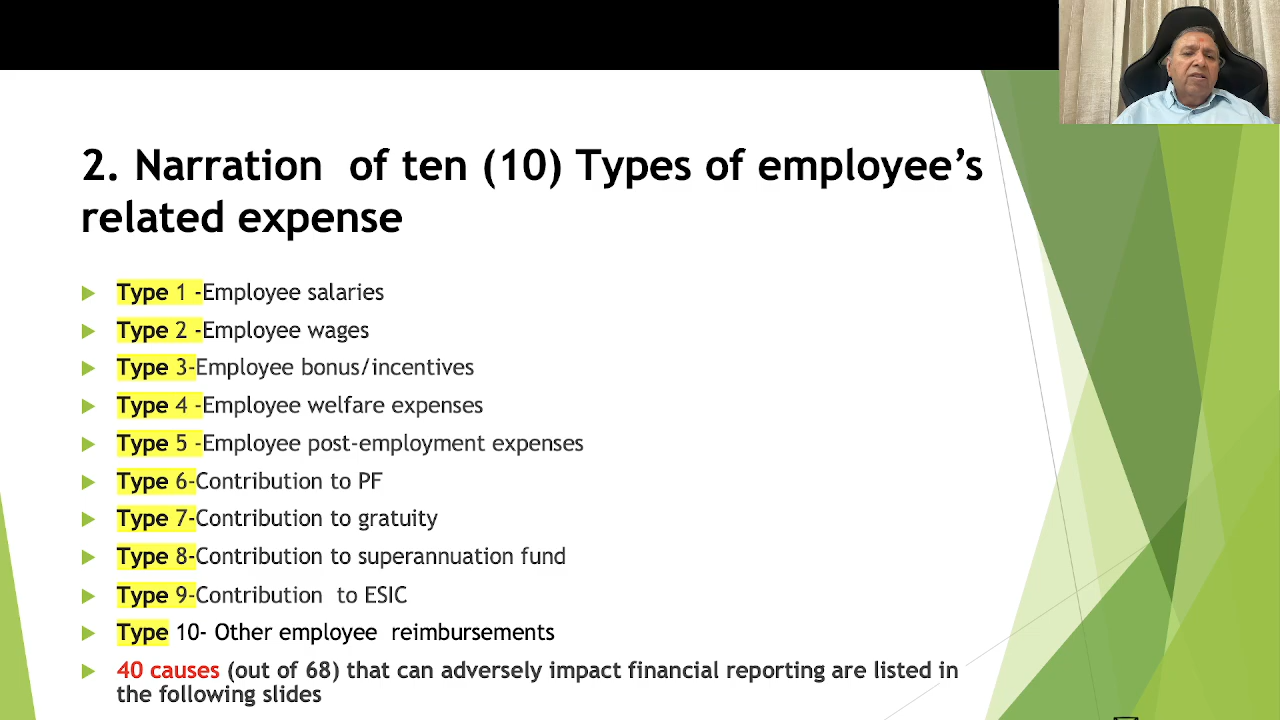 2. Narration of ten (10) Types of employee’s
related expense
Type 1 -Employee salaries
Type 2 -Employee wages
Type 3-Employee bonus/incentives
Type 4 -Employee welfare expenses
Type 5 -Employee post-employment expenses
Type 6-Contribution to PF
Type 7-Contribution to gratuity
Type 8-Contribution to superannuation fund
Type 9-Contribution to ESIC
Type 10- Other employee reimbursements
40 causes (out of 68) that can adversely impact financial reporting are listed in
the following slides